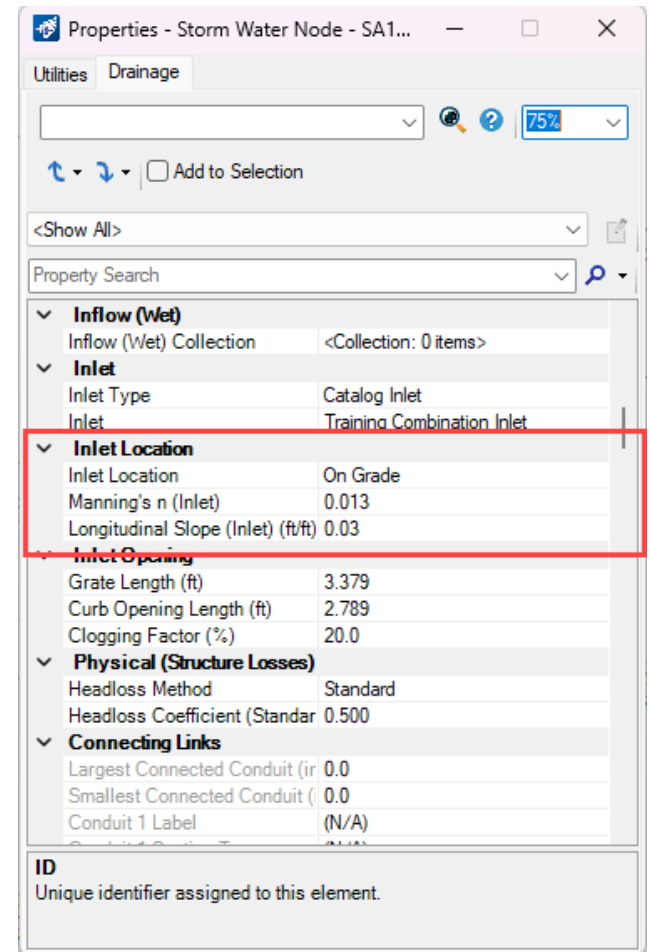 Properties - Storm Water Node - SA1...
Utilities Drainage
75%
Add to Selection
<Show All>
Property Search
Inflow (Wet)
Inflow (Wet) Collection <Collection: 0 items>
Inlet
Inlet Type Catalog Inlet
Inlet Training Combination Inlet
Inlet Location
Inlet Location On Grade
Manning's n (Inlet) 0.013
Longitudinal Slope (Inlet) (ft/ft) 0.03
Inlet Opening
Grate Length (ft) 3.379
Curb Opening Length (ft) 2.789
Clogging Factor (%) 20.0
Physical (Structure Losses)
Headloss Method Standard
Headloss Coefficient (Standar 0.500
Connecting Links
Largest Connected Conduit (ir 0.0
Smallest Connected Conduit (i 0.0
Conduit 1 Label (N/A)
ID
Unique identifier assigned to this element.